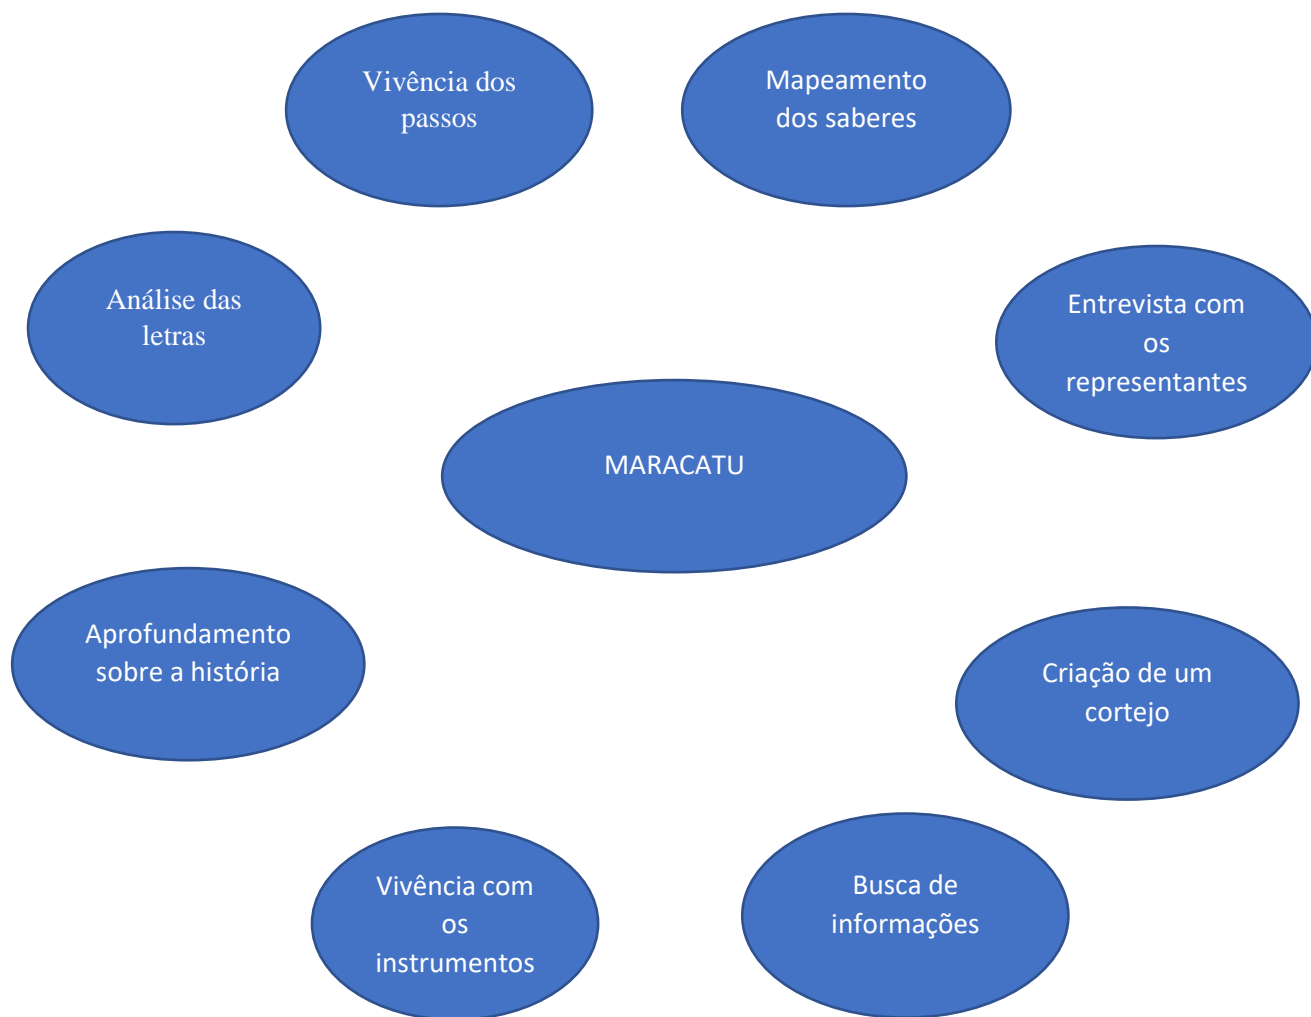 Vivência dos
passos
Mapeamento
dos saberes
Análise das
letras
Entrevista com
os
representantes
MARACATU
Aprofundamento
sobre a história
Criação de um
cortejo
Vivência com
os
instrumentos
Busca de
informações